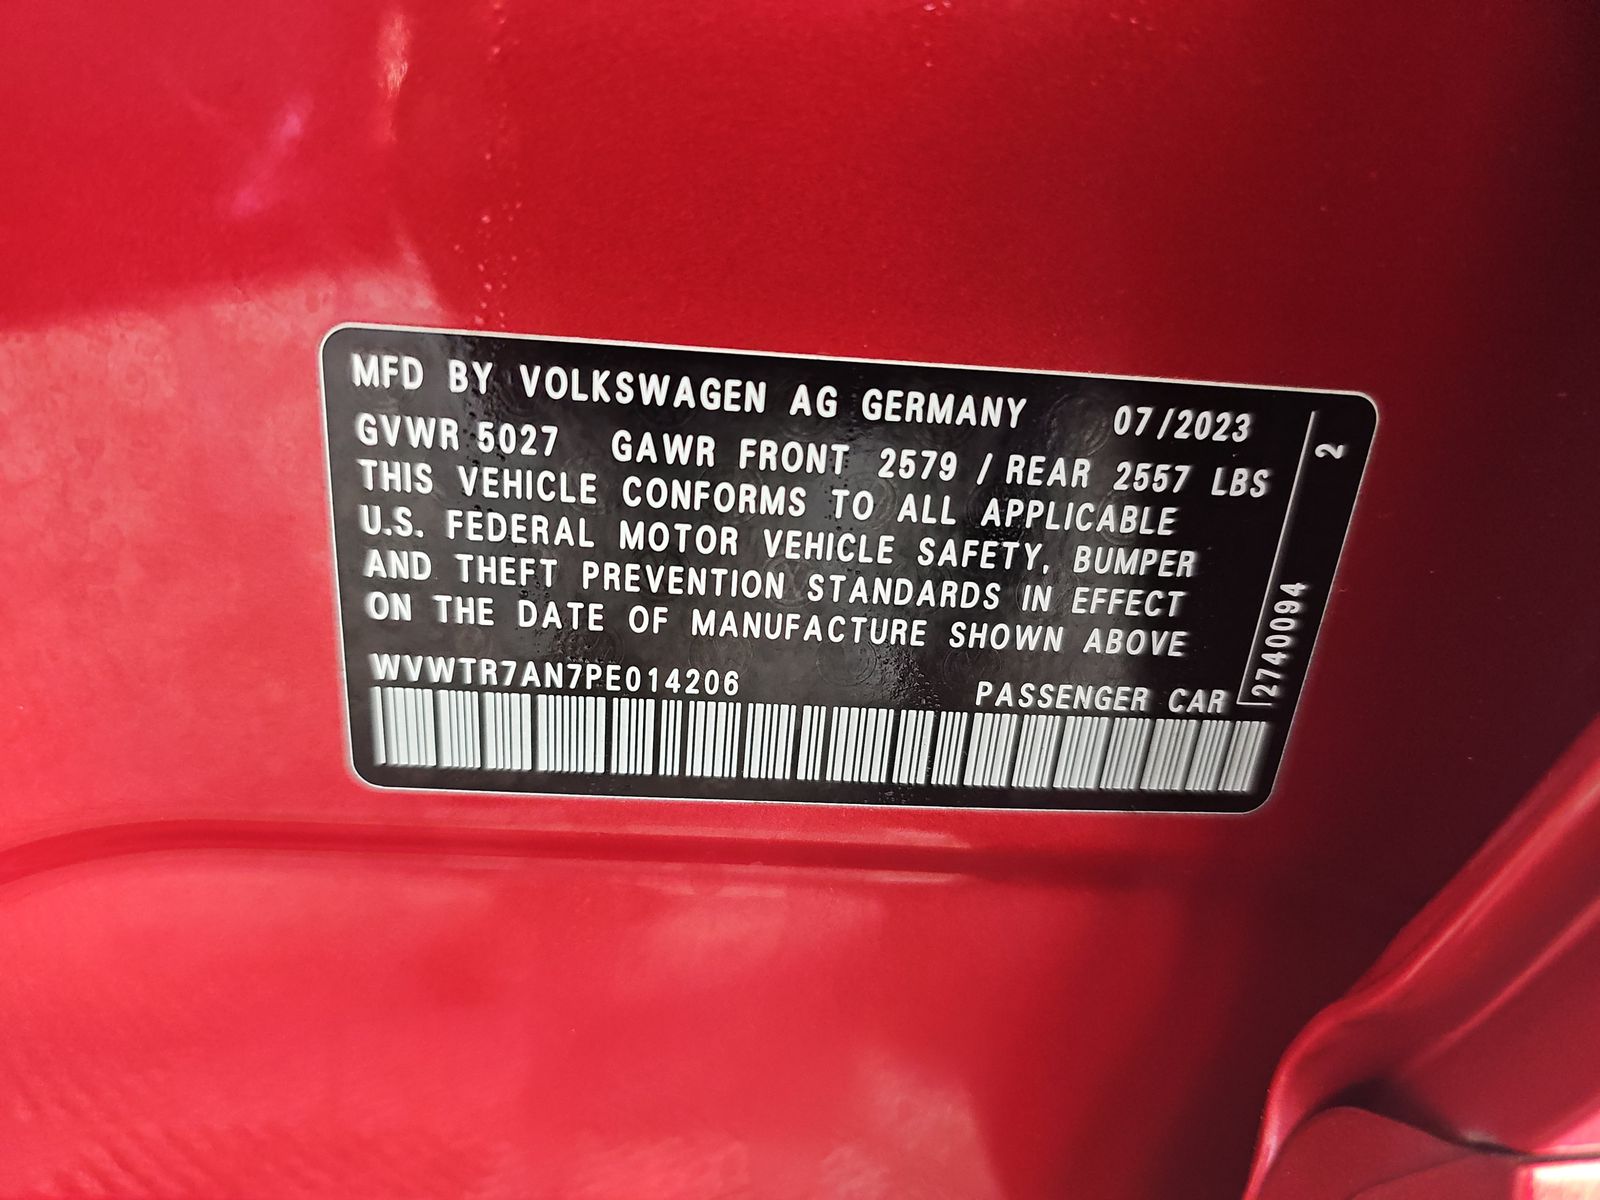 MFD BY VOLKSWAGEN AG GERMANY 07/2023
GVWR 5027 GAWR FRONT 2579 / REAR 2557 LBS
THIS VEHICLE CONFORMS TO ALL APPLICABLE
U.S. FEDERAL MOTOR VEHICLE SAFETY, BUMPER
AND THEFT PREVENTION STANDARDS IN EFFECT
ON THE DATE OF MANUFACTURE SHOWN ABOVE
WVWTR7AN7PE014206 PASSENGER CAR
2740094 2